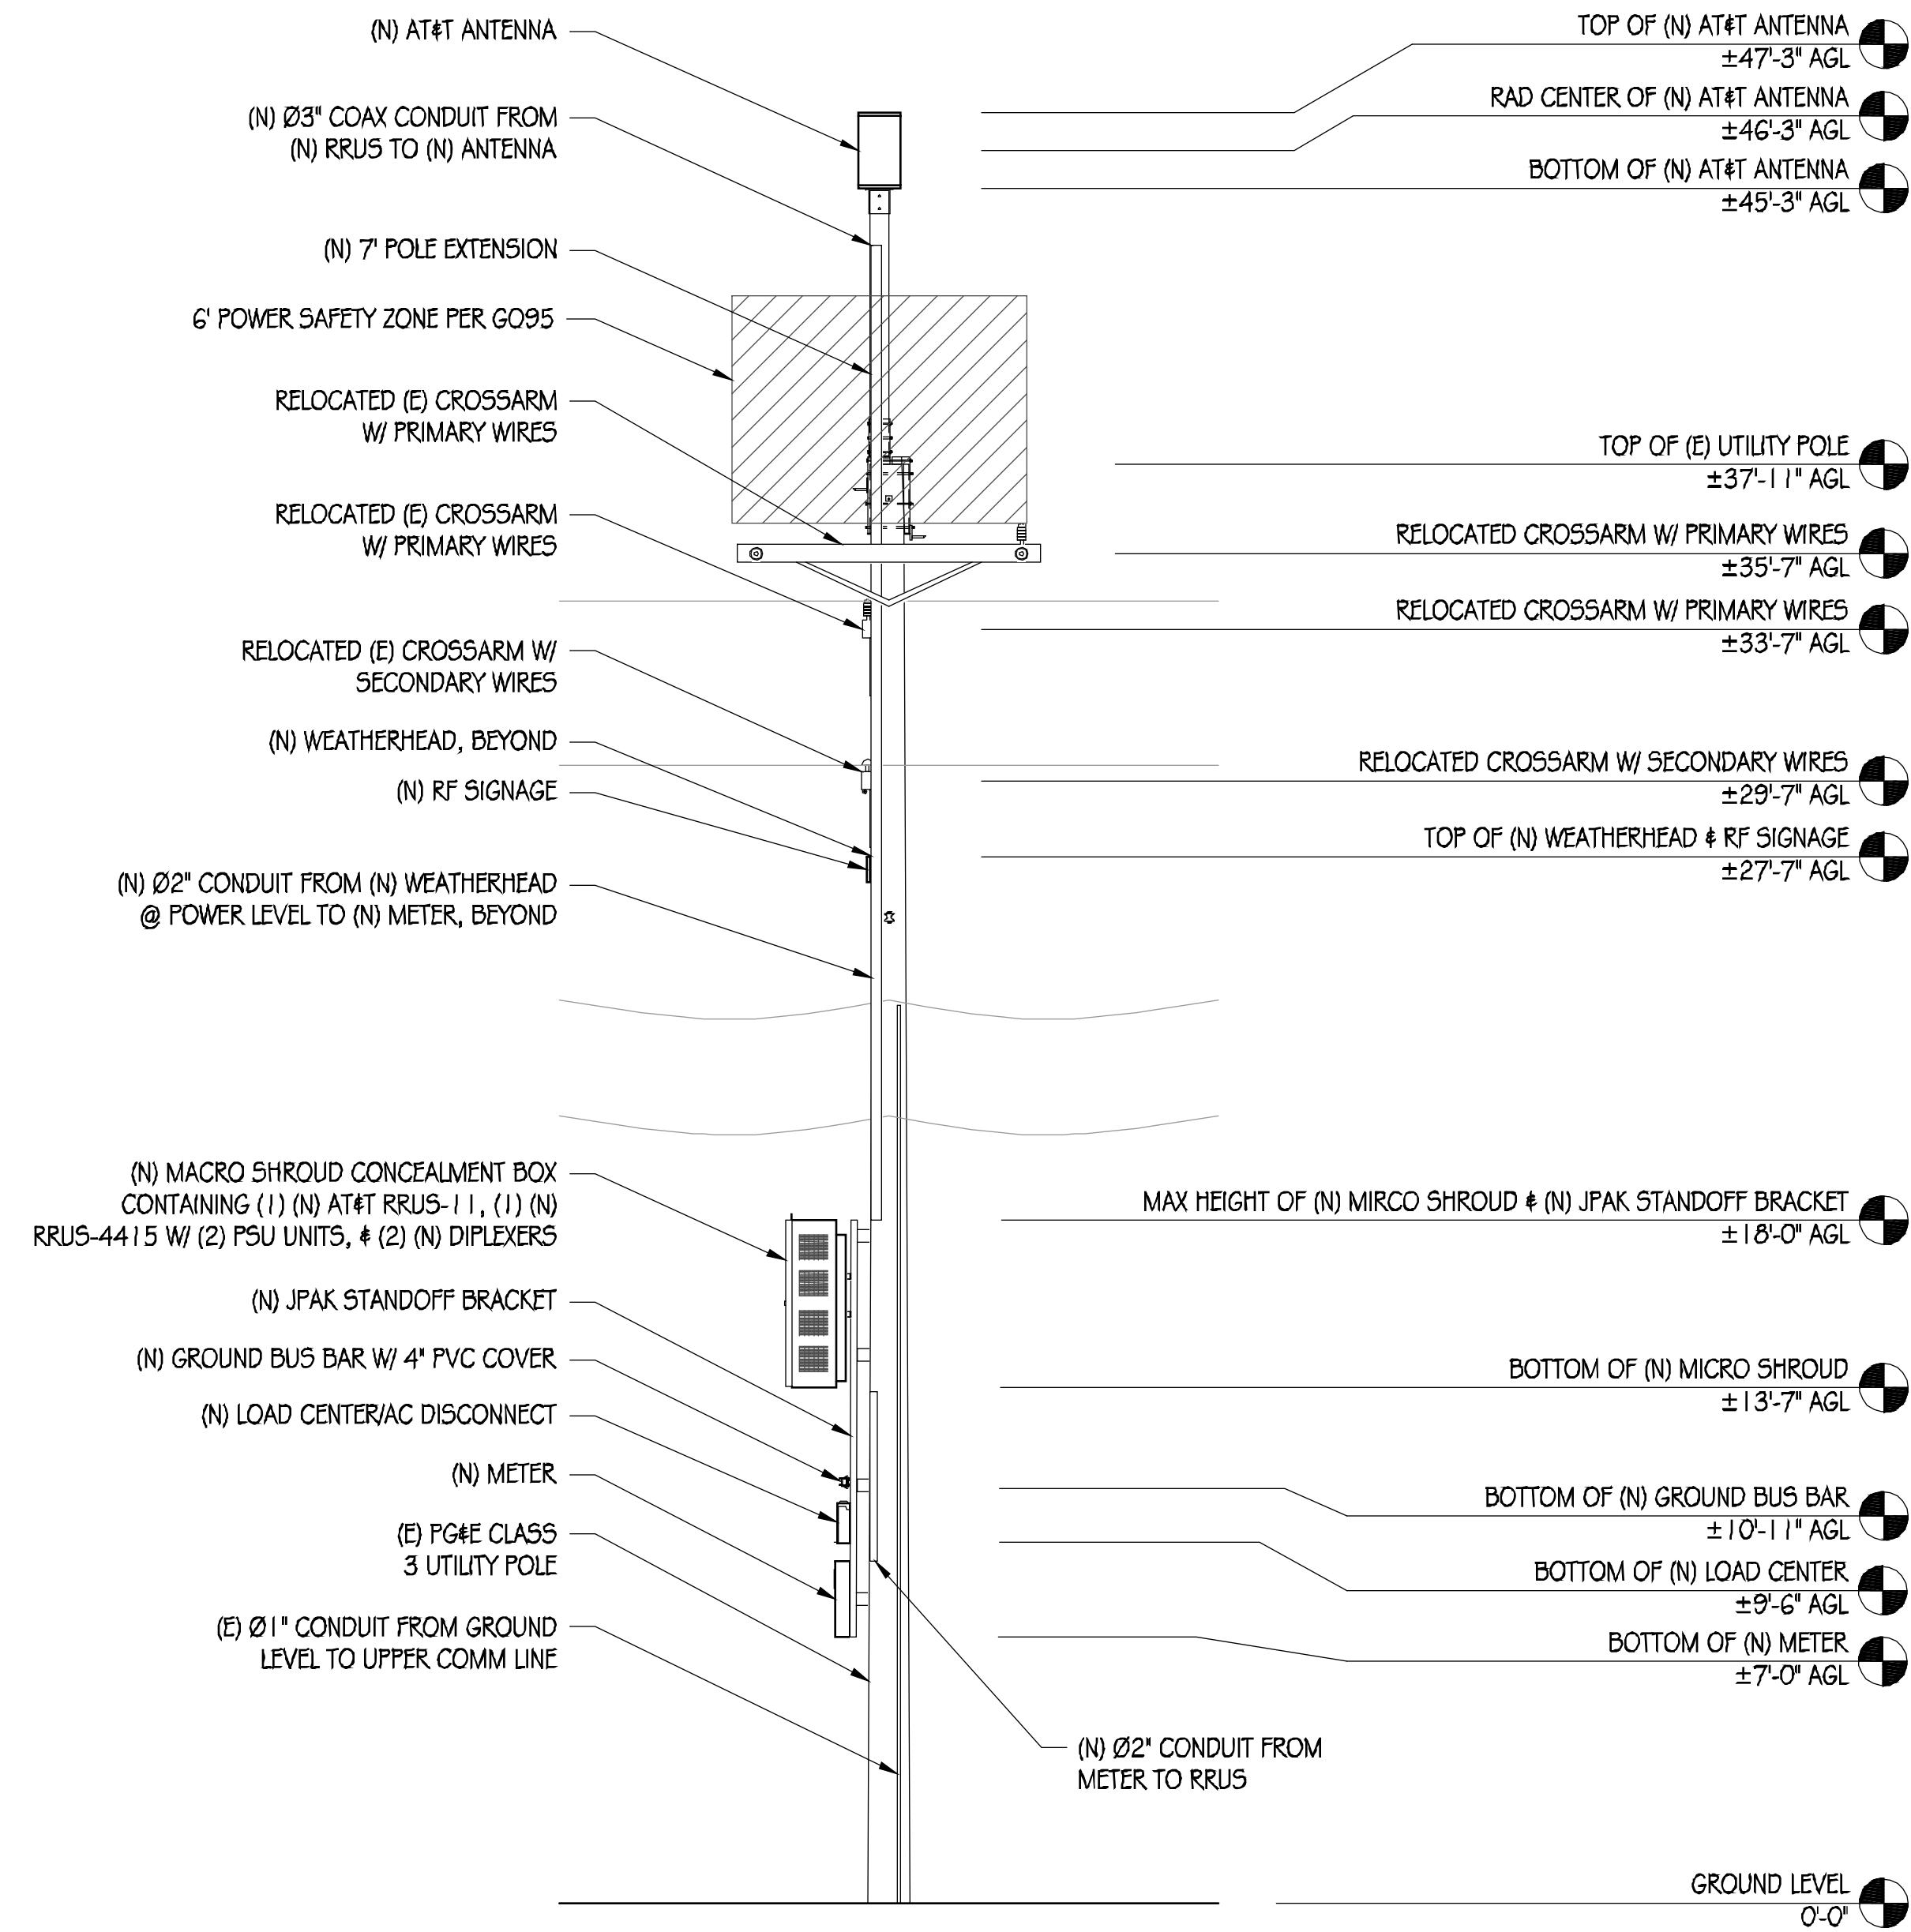 (N) AT&T ANTENNA
(N) Ø3" COAX CONDUIT FROM
(N) RRUS TO (N) ANTENNA
(N) 7' POLE EXTENSION
6' POWER SAFETY ZONE PER GO95
RELOCATED (E) CROSSARM
W/ PRIMARY WIRES
RELOCATED (E) CROSSARM
W/ PRIMARY WIRES
RELOCATED (E) CROSSARM W/
SECONDARY WIRES
(N) WEATHERHEAD, BEYOND
(N) RF SIGNAGE
(N) Ø2" CONDUIT FROM (N) WEATHERHEAD
@ POWER LEVEL TO (N) METER, BEYOND
(N) MACRO SHROUD CONCEALMENT BOX
CONTAINING (1) (N) AT&T RRUS-11, (1) (N)
RRUS-4415 W/ (2) PSU UNITS, & (2) (N) DIPLEXERS
(N) JPAK STANDOFF BRACKET
(N) GROUND BUS BAR W/ 4" PVC COVER
(N) LOAD CENTER/AC DISCONNECT
(N) METER
(E) PG&E CLASS
3 UTILITY POLE
(E) Ø1" CONDUIT FROM GROUND
LEVEL TO UPPER COMM LINE
(N) Ø2" CONDUIT FROM
METER TO RRUS
TOP OF (N) AT&T ANTENNA
±47'-3" AGL
RAD CENTER OF (N) AT&T ANTENNA
±46'-3" AGL
BOTTOM OF (N) AT&T ANTENNA
±45'-3" AGL
TOP OF (E) UTILITY POLE
±37'-11" AGL
RELOCATED CROSSARM W/ PRIMARY WIRES
±35'-7" AGL
RELOCATED CROSSARM W/ PRIMARY WIRES
±33'-7" AGL
RELOCATED CROSSARM W/ SECONDARY WIRES
±29'-7" AGL
TOP OF (N) WEATHERHEAD & RF SIGNAGE
±27'-7" AGL
MAX HEIGHT OF (N) MIRCO SHROUD & (N) JPAK STANDOFF BRACKET
±18'-0" AGL
BOTTOM OF (N) MICRO SHROUD
±13'-7" AGL
BOTTOM OF (N) GROUND BUS BAR
±10'-11" AGL
BOTTOM OF (N) LOAD CENTER
±9'-6" AGL
BOTTOM OF (N) METER
±7'-0" AGL
GROUND LEVEL
0'-0"